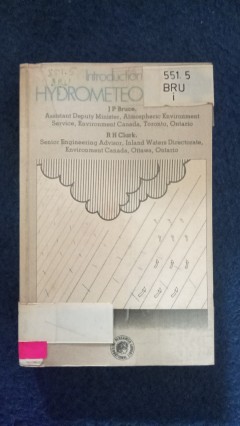 Introduction
HYDROMETEO
551.5
BRU
i
J P Bruce,
Assistant Deputy Minister, Atmospheric Environment
Service, Environment Canada, Toronto, Ontario
R H Clark,
Senior Engineering Advisor, Inland Waters Directorate,
Environment Canada, Ottawa, Ontario